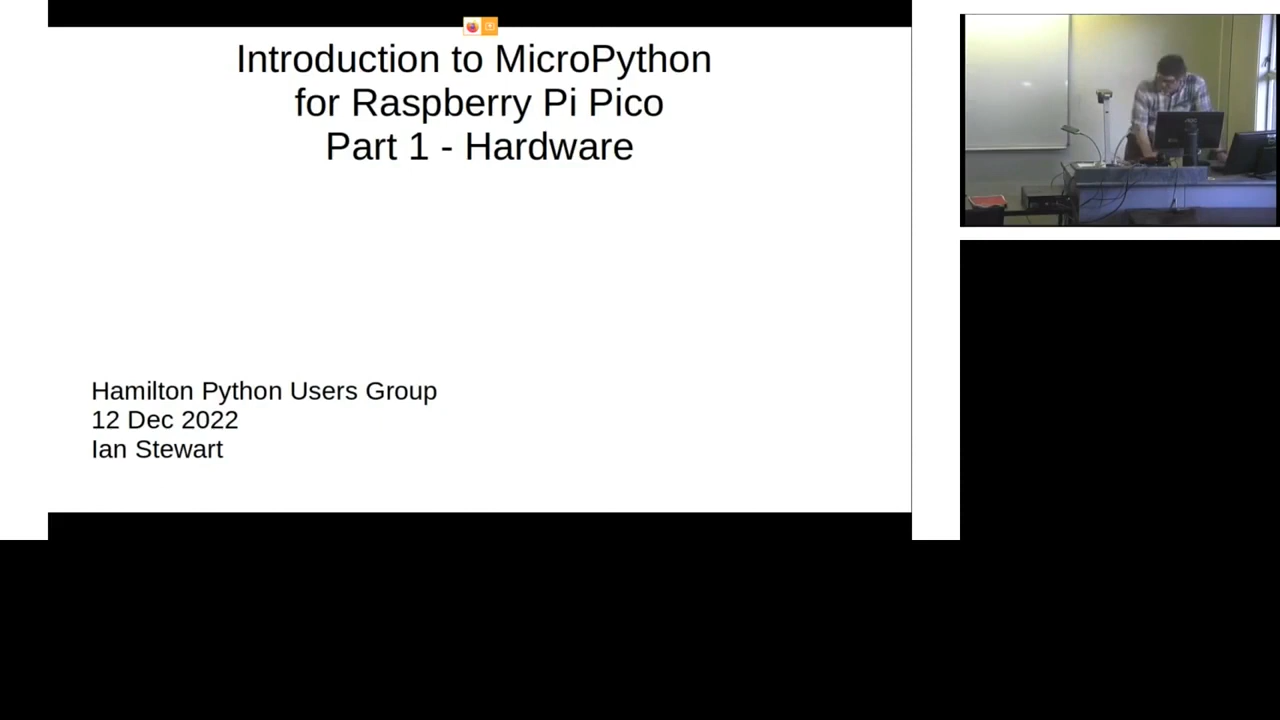 Introduction to MicroPython
for Raspberry Pi Pico
Part 1 - Hardware
Hamilton Python Users Group
12 Dec 2022
Ian Stewart